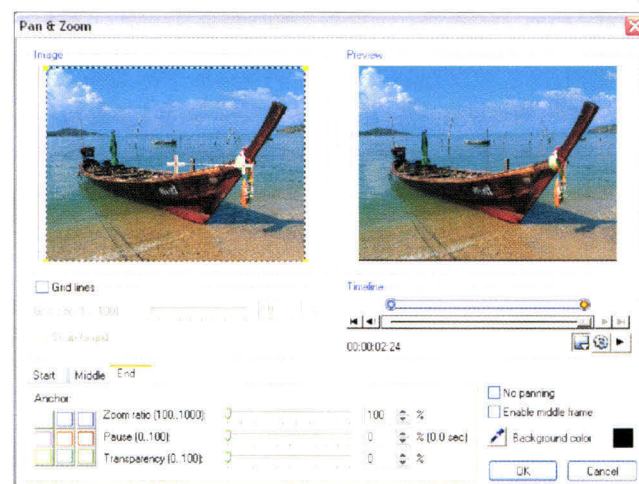 Pan & Zoom
Image
Preview
Grid lines
Timeline
00:00:02:24
Start
Middle
End
Anchor:
Zoom ratio (100..1000):
100
%
Pause (0..100):
0
% (0.0 sec)
Transparency (0..100):
0
%
No panning
Enable middle frame
Background color
OK
Cancel